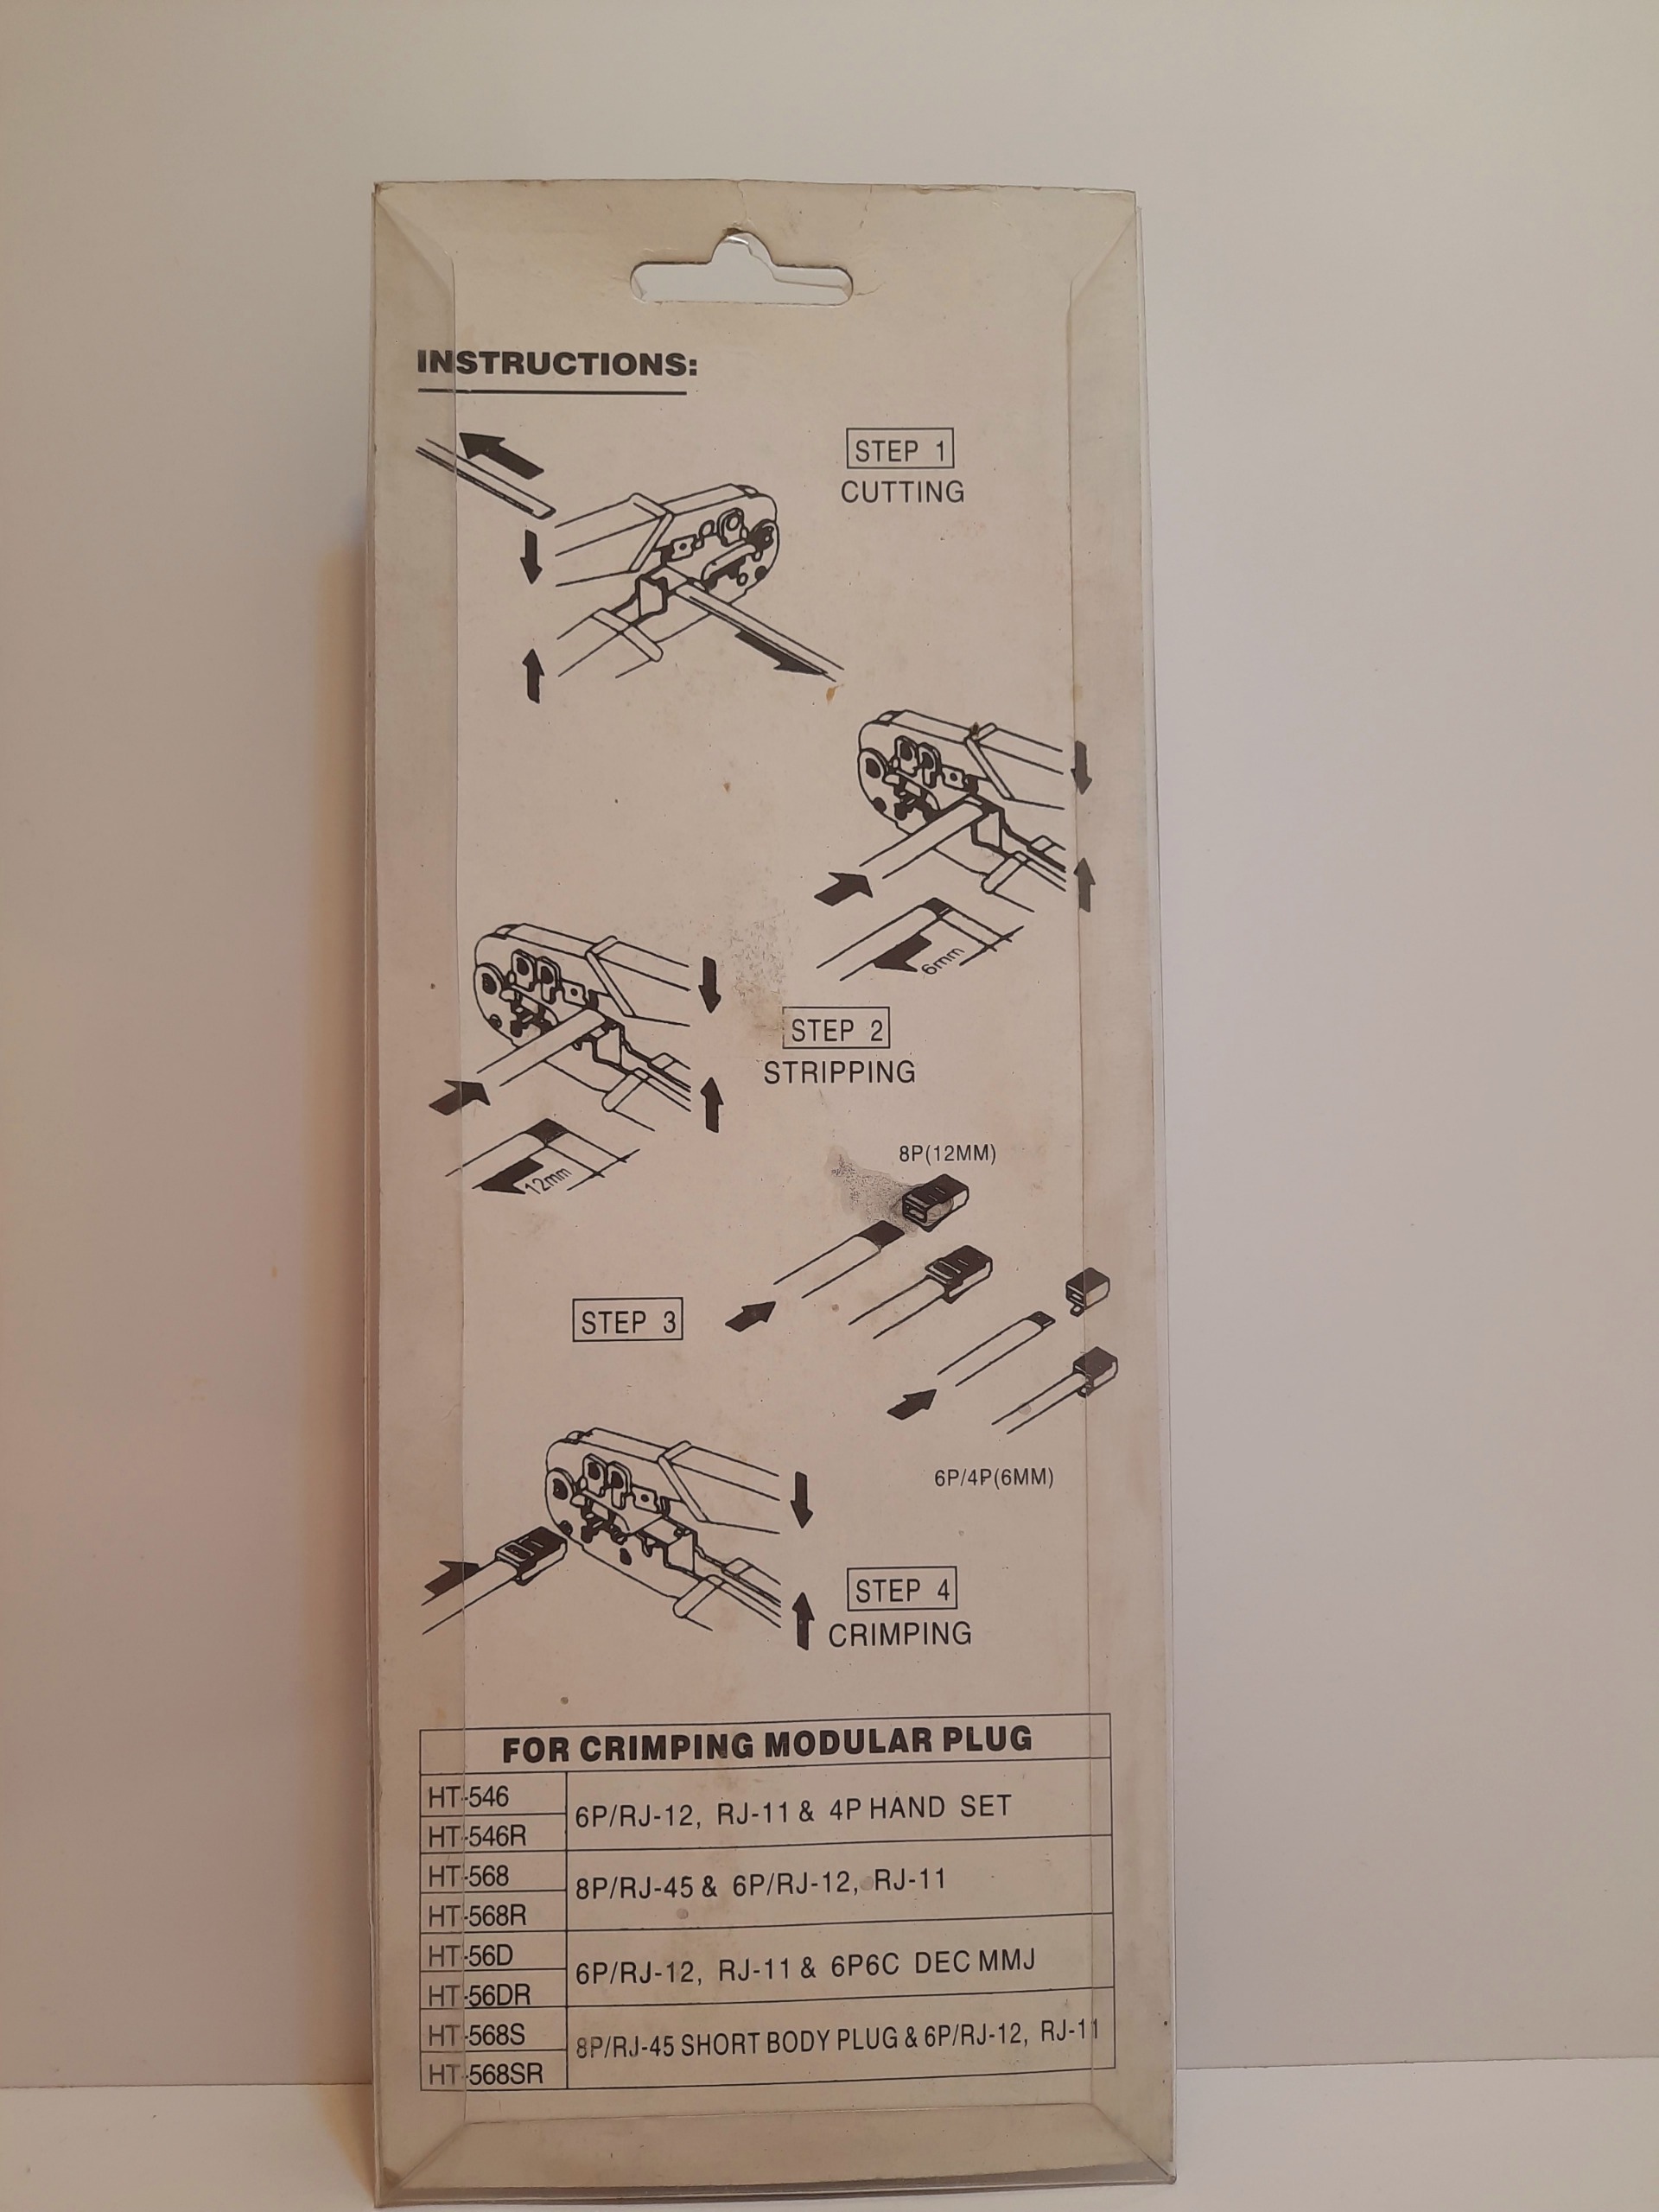 INSTRUCTIONS:
STEP 1
CUTTING
6mm
STEP 2
STRIPPING
12mm
8P(12MM)
STEP 3
6P/4P(6MM)
STEP 4
CRIMPING
FOR CRIMPING MODULAR PLUG
HT-546
HT-546R
6P/RJ-12, RJ-11 & 4P HAND SET
HT-568
HT-568R
8P/RJ-45 & 6P/RJ-12, RJ-11
HT-56D
HT-56DR
6P/RJ-12, RJ-11 & 6P6C DEC MMJ
HT-568S
HT-568SR
8P/RJ-45 SHORT BODY PLUG & 6P/RJ-12, RJ-11